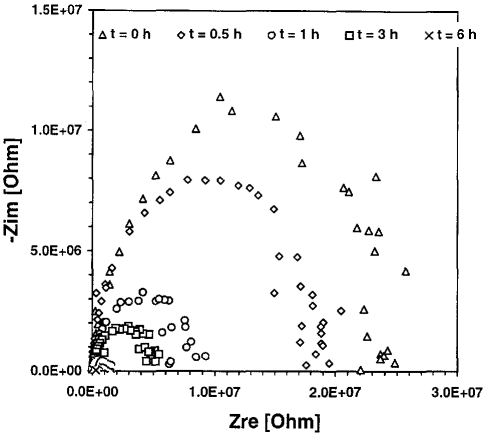 1.5E+07
△ t = 0 h ◇ t = 0.5 h ○ t = 1 h □ t = 3 h × t = 6 h
1.0E+07
-Zim [Ohm]
5.0E+06
0.0E+00
0.0E+00 1.0E+07 2.0E+07 3.0E+07
Zre [Ohm]